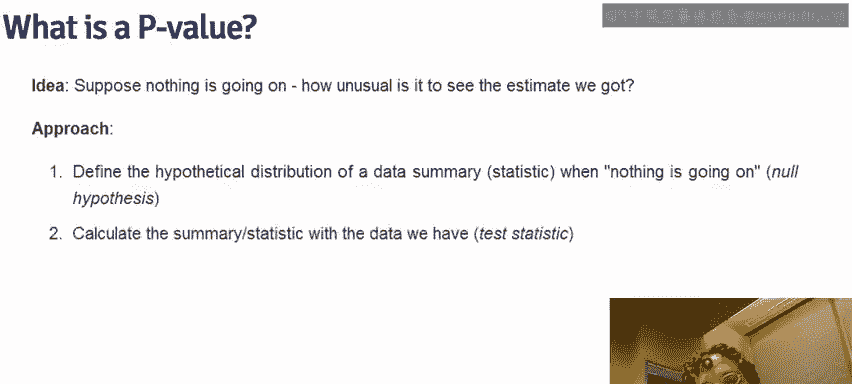 What is a P-value?
Idea: Suppose nothing is going on - how unusual is it to see the estimate we got?
Approach:
1. Define the hypothetical distribution of a data summary (statistic) when "nothing is going on" (null
hypothesis)
2. Calculate the summary/statistic with the data we have (test statistic)